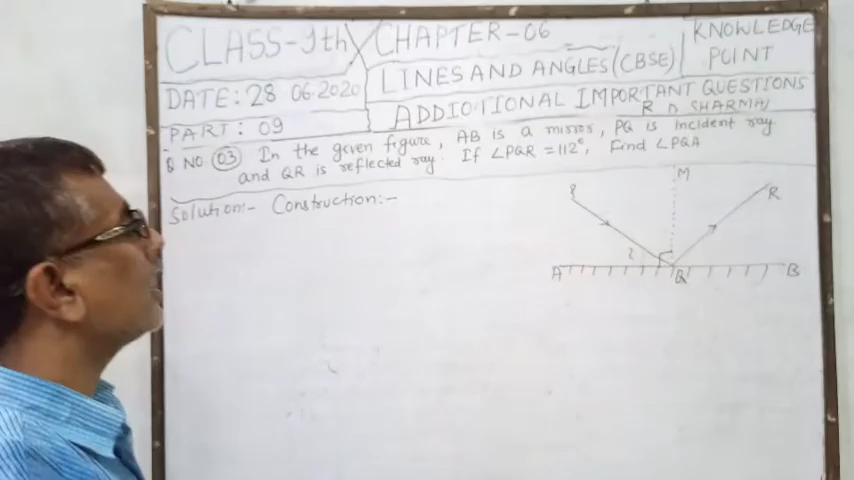 CLASS-9th
CHAPTER-06
KNOWLEDGE
POINT
LINES AND ANGLES (CBSE)
DATE: 28 06.2020
ADDIOTIONAL IMPORTANT QUESTIONS
R D SHARMA
PART: 09
Q NO (03) In the given figure, AB is a mirror, PQ is incident ray
and QR is reflected ray. If ∠PQR = 112°, Find ∠PQA
Solution:- Construction:-
M
P
R
?
A
Q
B